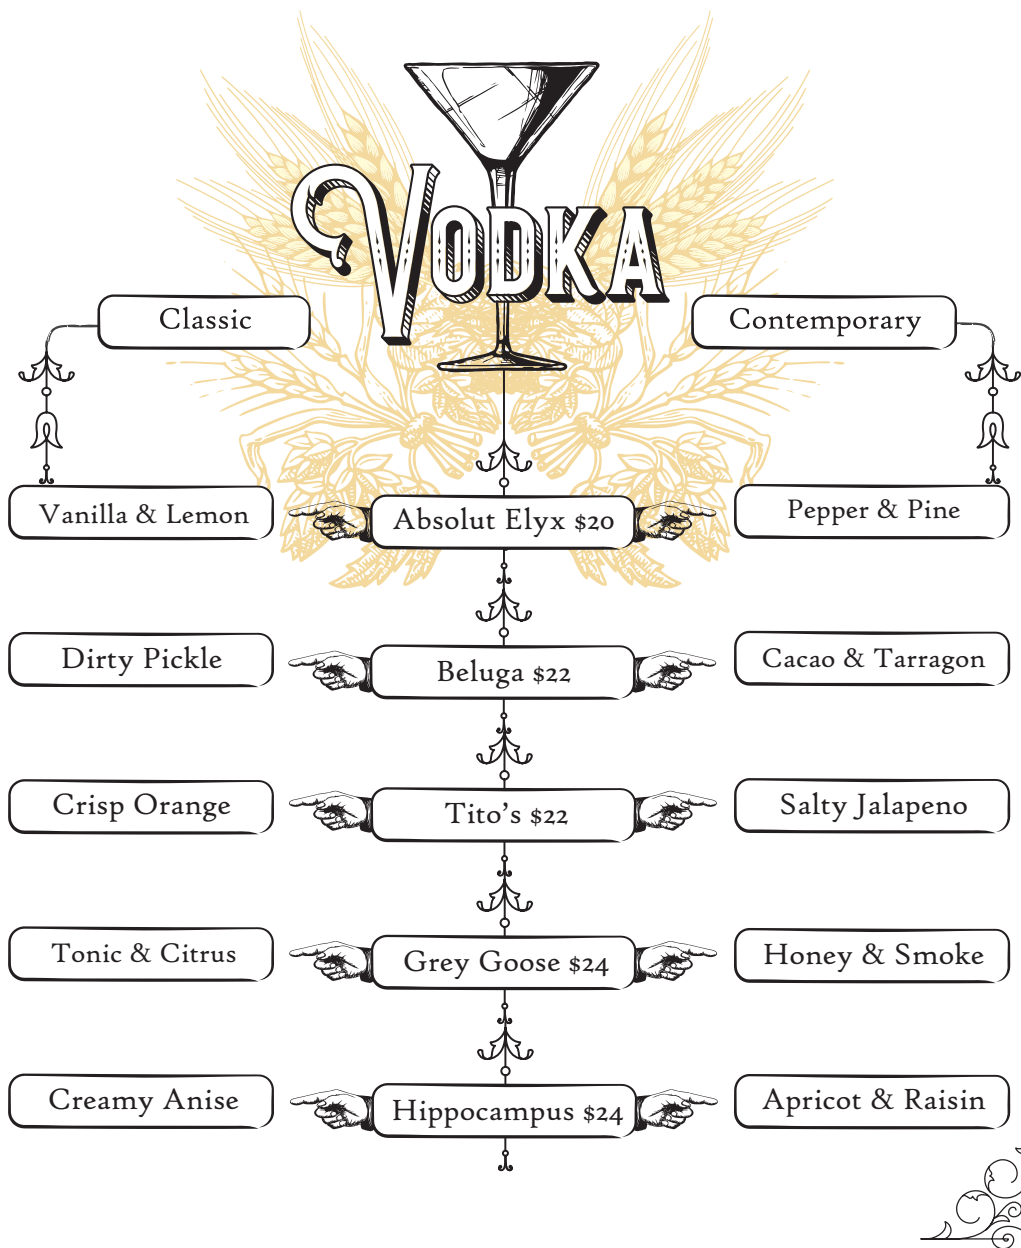 Vodka
Classic
Contemporary
Vanilla & Lemon
Absolut Elyx $20
Pepper & Pine
Dirty Pickle
Beluga $22
Cacao & Tarragon
Crisp Orange
Tito's $22
Salty Jalapeno
Tonic & Citrus
Grey Goose $24
Honey & Smoke
Creamy Anise
Hippocampus $24
Apricot & Raisin